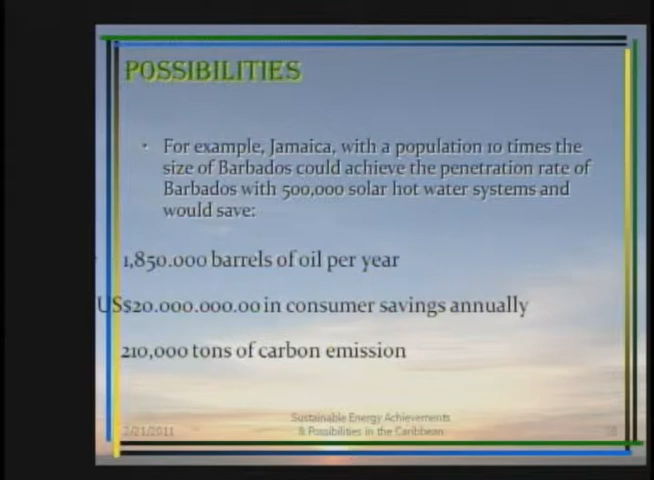 POSSIBILITIES
• For example, Jamaica, with a population 10 times the
size of Barbados could achieve the penetration rate of
Barbados with 500,000 solar hot water systems and
would save:
1,850.000 barrels of oil per year
US$20.000.000.00 in consumer savings annually
210,000 tons of carbon emission
Sustainable Energy Achievements
2/21/2011 & Possibilities in the Caribbean